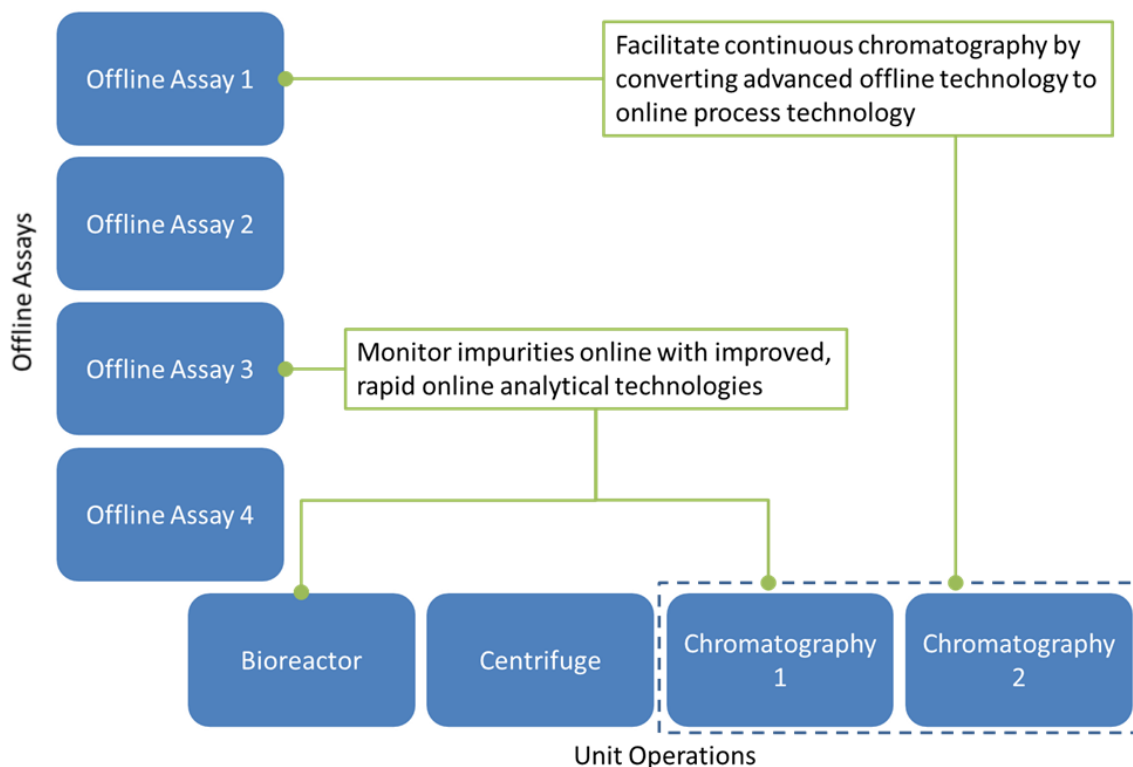 Offline Assay 1
Facilitate continuous chromatography by
converting advanced offline technology to
online process technology
Offline Assay 2
Offline Assays
Offline Assay 3
Monitor impurities online with improved,
rapid online analytical technologies
Offline Assay 4
Bioreactor
Centrifuge
Chromatography
1
Chromatography
2
Unit Operations